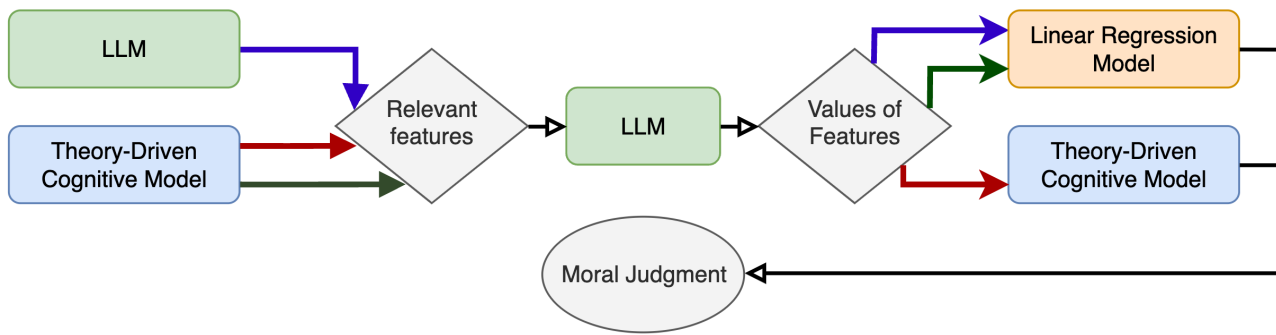 LLM
Theory-Driven
Cognitive Model
Relevant
features
LLM
Values of
Features
Linear Regression
Model
Theory-Driven
Cognitive Model
Moral Judgment